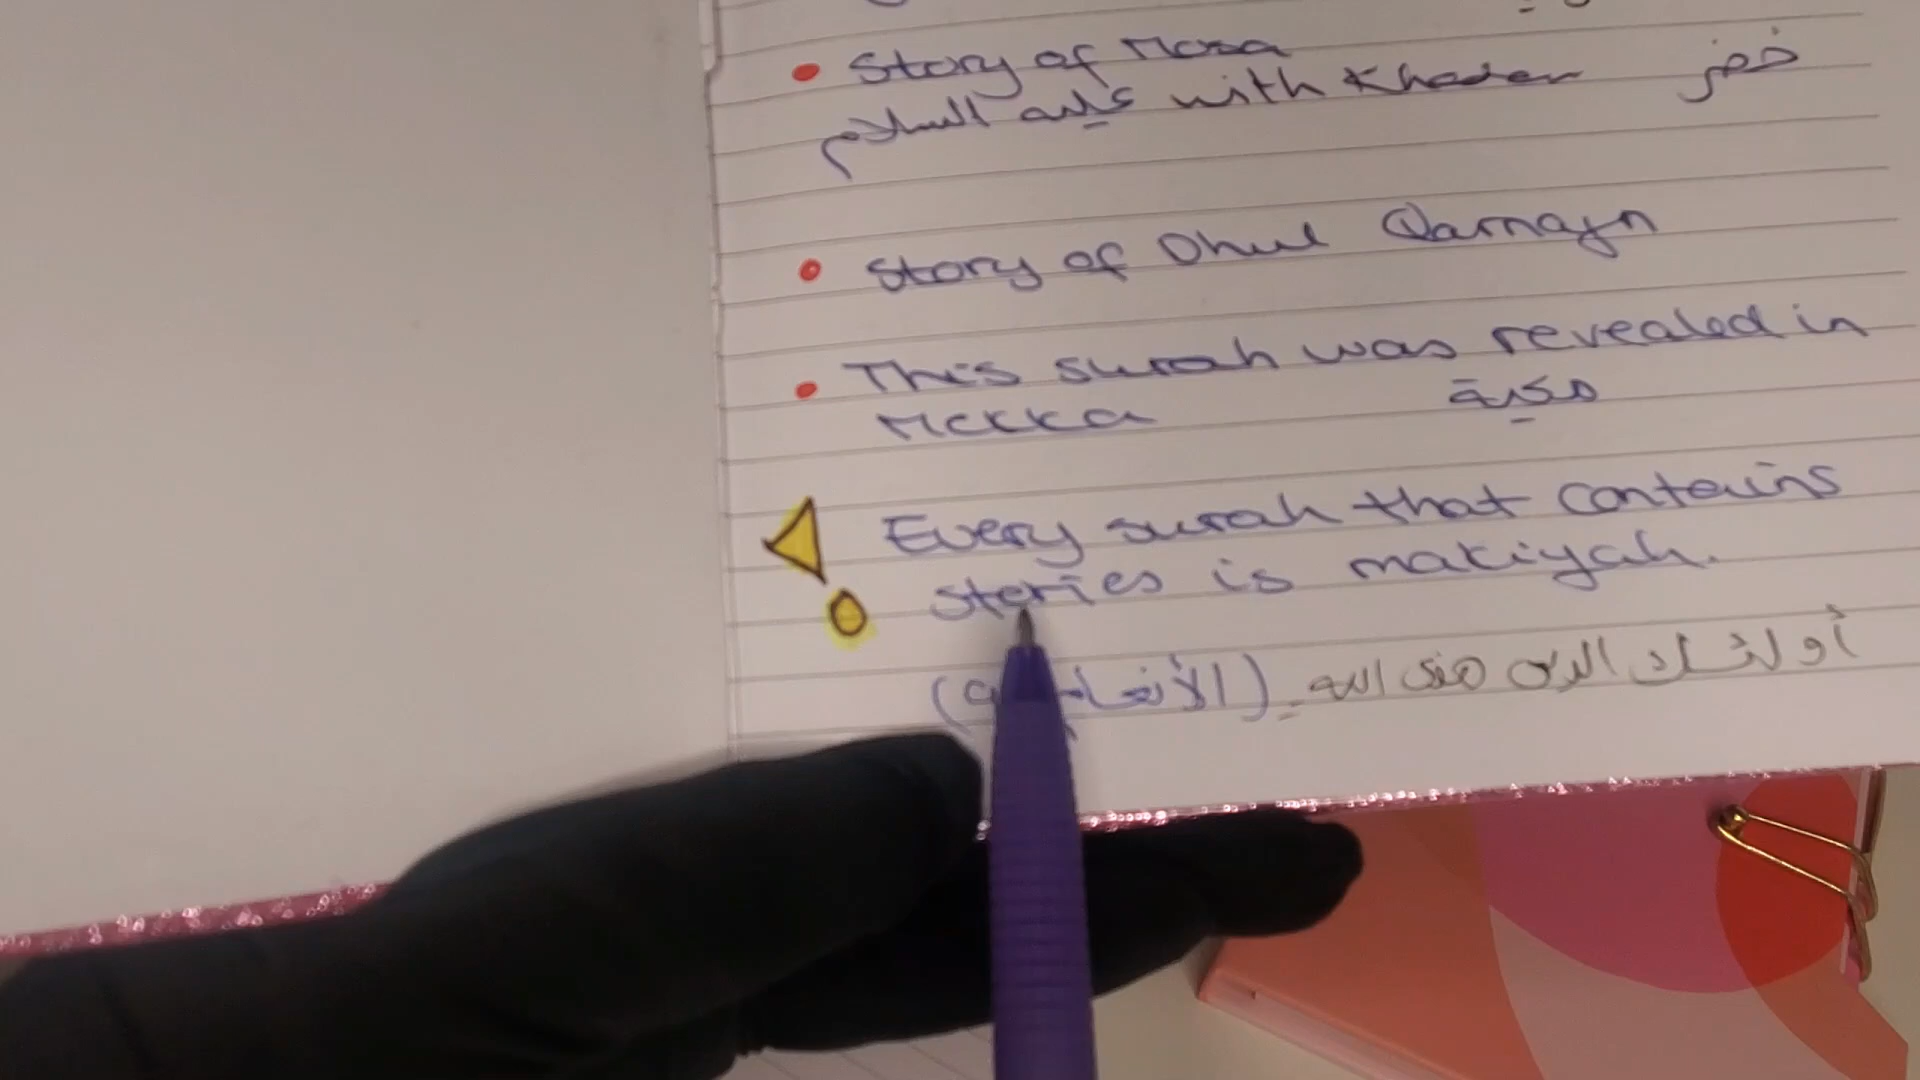 Story of Mosa
عليه السلام with Khader خضر
Story of Dhul Qarnayn
This surah was revealed in
Mekka مكية
Every surah that contains
stories is makiyah.
أولئك الذين هدى الله